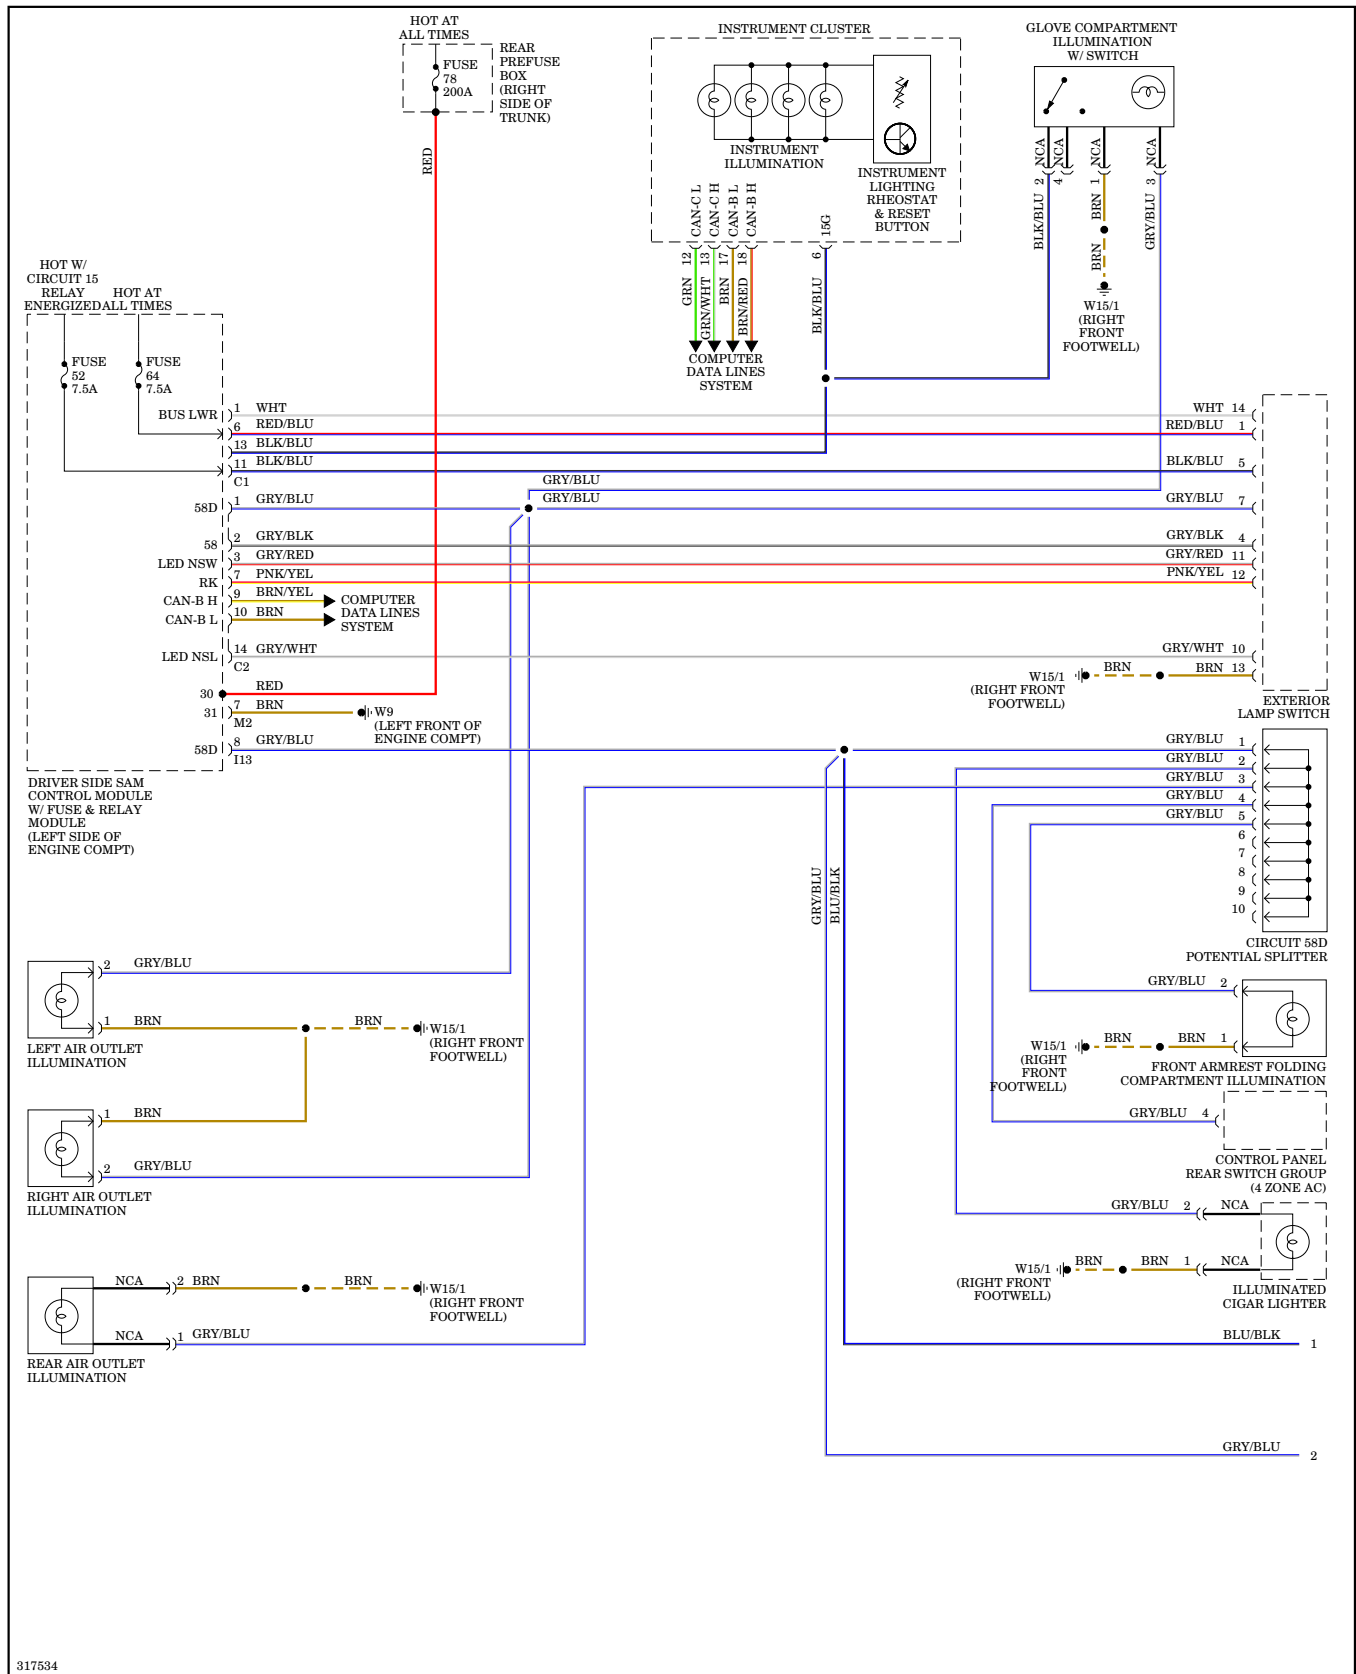 HOT AT
ALL TIMES
FUSE
78
200A
REAR
PREFUSE
BOX
(RIGHT
SIDE OF
TRUNK)
RED
INSTRUMENT CLUSTER
INSTRUMENT
ILLUMINATION
INSTRUMENT
LIGHTING
RHEOSTAT
& RESET
BUTTON
CAN-C L
CAN-C H
CAN-B L
CAN-B H
15G
12
13
17
18
6
GRN
GRN/WHT
BRN
BRN/RED
BLK/BLU
COMPUTER
DATA LINES
SYSTEM
GLOVE COMPARTMENT
ILLUMINATION
W/ SWITCH
NCA
NCA
NCA
NCA
2
4
1
3
BLK/BLU
BRN
GRY/BLU
BRN
W15/1
(RIGHT
FRONT
FOOTWELL)
HOT W/
CIRCUIT 15
RELAY
ENERGIZED
HOT AT
ALL TIMES
FUSE
52
7.5A
FUSE
64
7.5A
BUS LWR
1 WHT
6 RED/BLU
13 BLK/BLU
11 BLK/BLU
C1
58D
1 GRY/BLU
58
2 GRY/BLK
LED NSW
3 GRY/RED
RK
7 PNK/YEL
CAN-B H
9 BRN/YEL
CAN-B L
10 BRN
COMPUTER
DATA LINES
SYSTEM
LED NSL
14 GRY/WHT
C2
30
RED
31
7 BRN
M2
W9
(LEFT FRONT OF
ENGINE COMPT)
58D
8 GRY/BLU
I13
DRIVER SIDE SAM
CONTROL MODULE
W/ FUSE & RELAY
MODULE
(LEFT SIDE OF
ENGINE COMPT)
GRY/BLU
GRY/BLU
WHT 14
RED/BLU 1
BLK/BLU 5
GRY/BLU 7
GRY/BLK 4
GRY/RED 11
PNK/YEL 12
GRY/WHT 10
BRN
BRN 13
W15/1
(RIGHT FRONT
FOOTWELL)
EXTERIOR
LAMP SWITCH
GRY/BLU 1
GRY/BLU 2
GRY/BLU 3
GRY/BLU 4
GRY/BLU 5
6
7
8
9
10
CIRCUIT 58D
POTENTIAL SPLITTER
GRY/BLU
BLU/BLK
2 GRY/BLU
1 BRN
BRN
W15/1
(RIGHT FRONT
FOOTWELL)
LEFT AIR OUTLET
ILLUMINATION
1 BRN
2 GRY/BLU
RIGHT AIR OUTLET
ILLUMINATION
NCA
2 BRN
BRN
W15/1
(RIGHT FRONT
FOOTWELL)
NCA
1 GRY/BLU
REAR AIR OUTLET
ILLUMINATION
GRY/BLU 2
BRN
BRN 1
W15/1
(RIGHT
FRONT
FOOTWELL)
FRONT ARMREST FOLDING
COMPARTMENT ILLUMINATION
GRY/BLU 4
CONTROL PANEL
REAR SWITCH GROUP
(4 ZONE AC)
GRY/BLU 2
NCA
BRN
BRN 1
NCA
W15/1
(RIGHT FRONT
FOOTWELL)
ILLUMINATED
CIGAR LIGHTER
BLU/BLK 1
GRY/BLU 2
317534